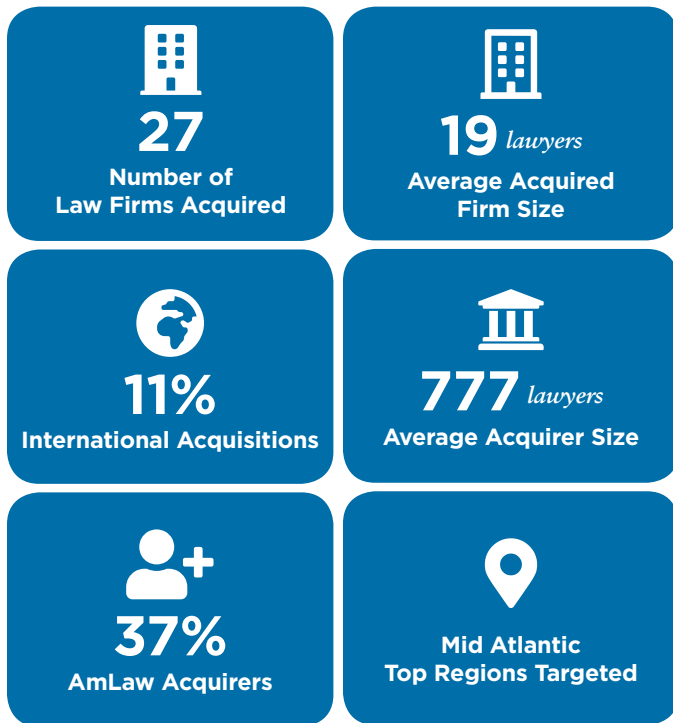 27
Number of
Law Firms Acquired
19 lawyers
Average Acquired
Firm Size
11%
International Acquisitions
777 lawyers
Average Acquirer Size
37%
AmLaw Acquirers
Mid Atlantic
Top Regions Targeted